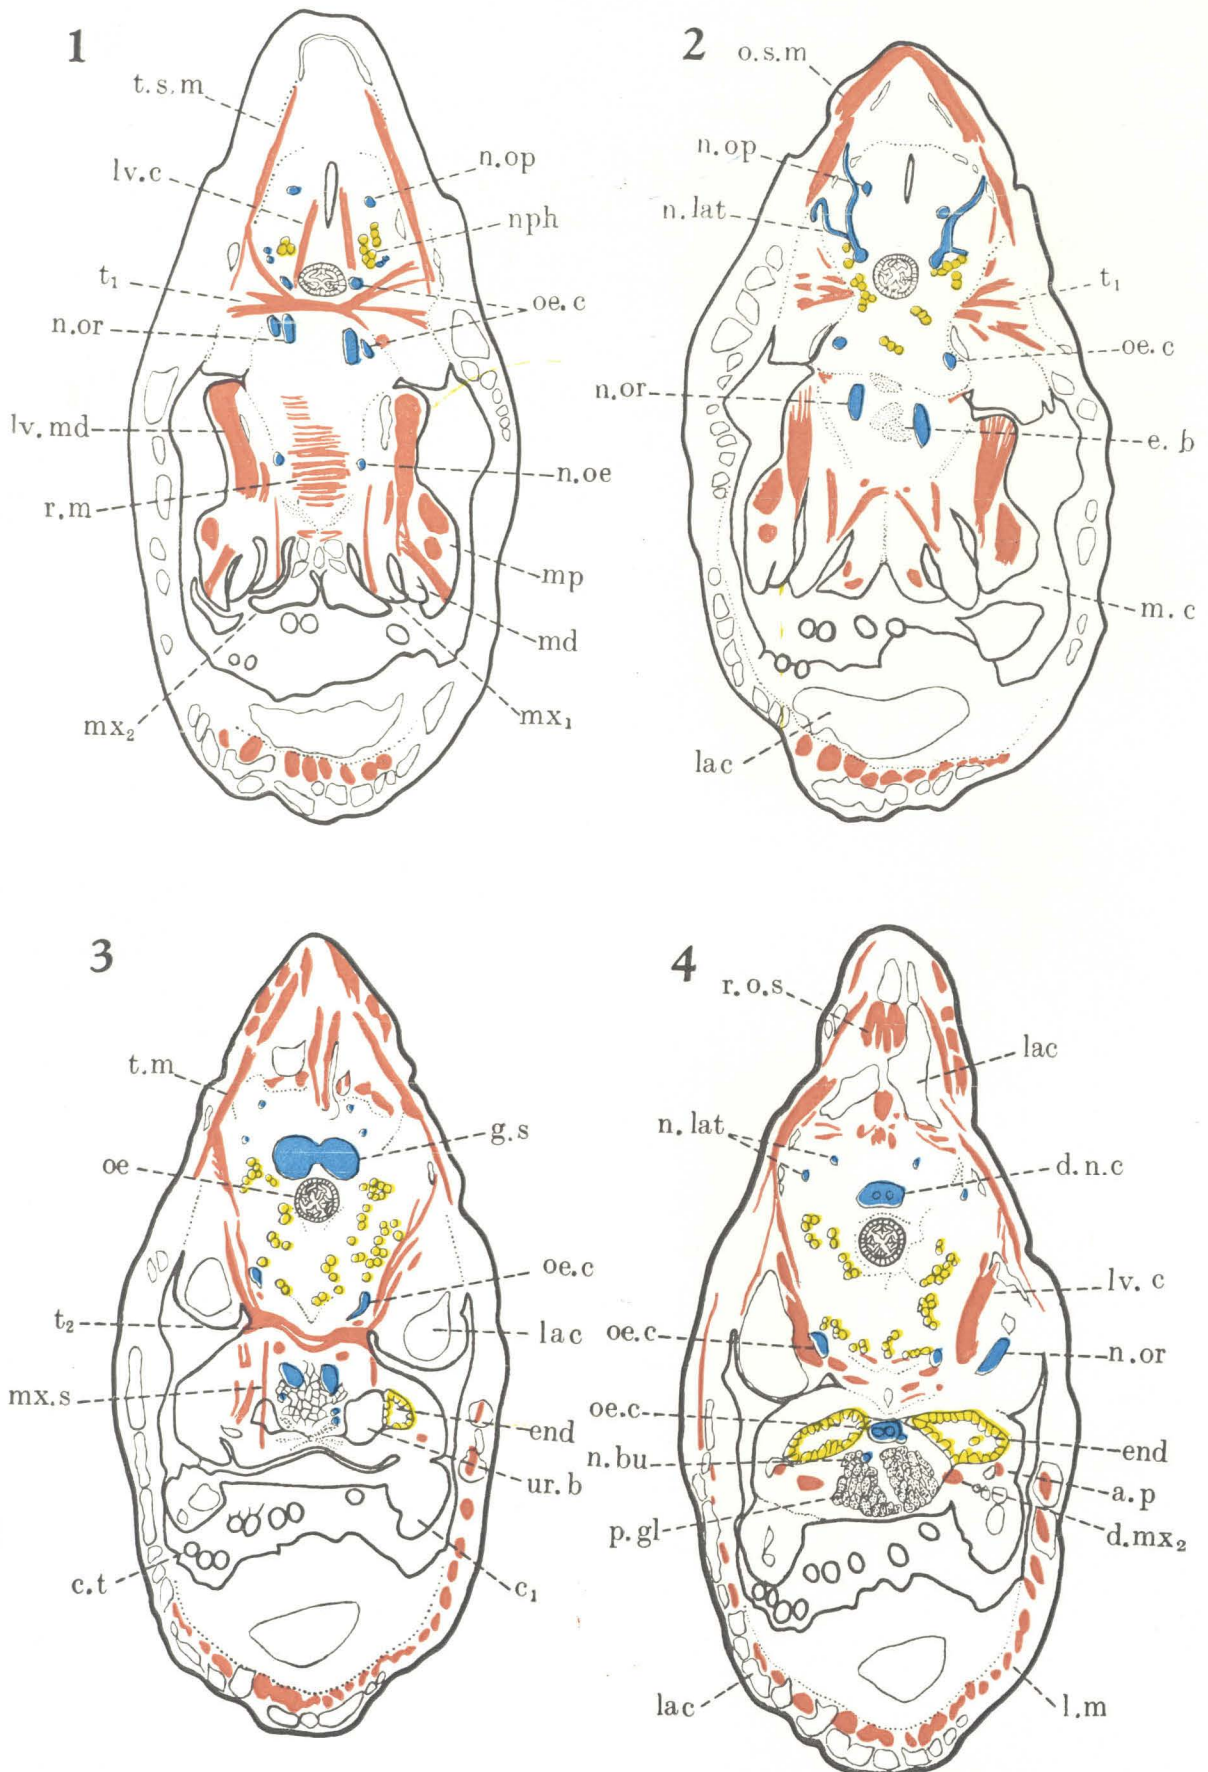 1
t.s.m
lv.c
n.op
nph
t₁
oe.c
n.or
lv.md
n.oe
r.m
mp
md
mx₂
mx₁
2
o.s.m
n.op
n.lat
t₁
oe.c
n.or
e.b
m.c
lac
3
t.m
g.s
oe
oe.c
t₂
lac
mx.s
end
ur.b
c.t
c₁
4
r.o.s
lac
n.lat
d.n.c
lv.c
oe.c
n.or
oe.c
end
n.bu
a.p
p.gl
d.mx₂
lac
l.m